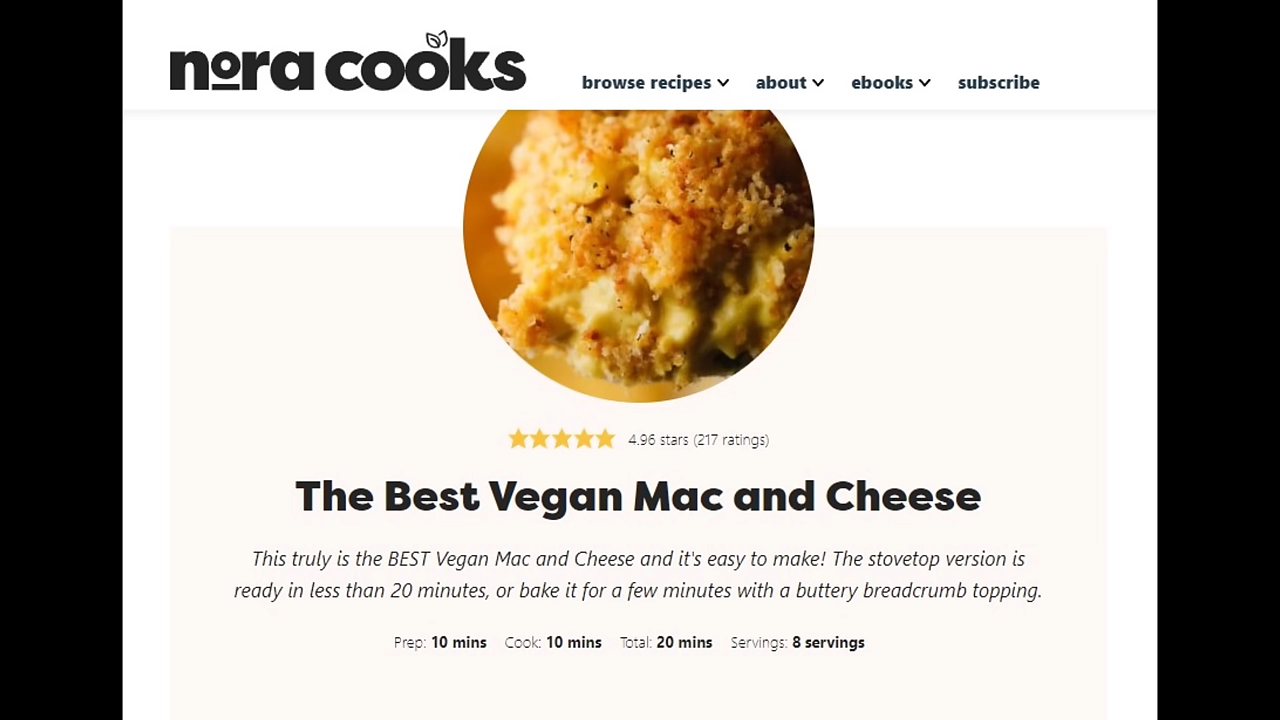 nora cooks
browse recipes about ebooks subscribe
4.96 stars (217 ratings)
The Best Vegan Mac and Cheese
This truly is the BEST Vegan Mac and Cheese and it's easy to make! The stovetop version is
ready in less than 20 minutes, or bake it for a few minutes with a buttery breadcrumb topping.
Prep: 10 mins Cook: 10 mins Total: 20 mins Servings: 8 servings